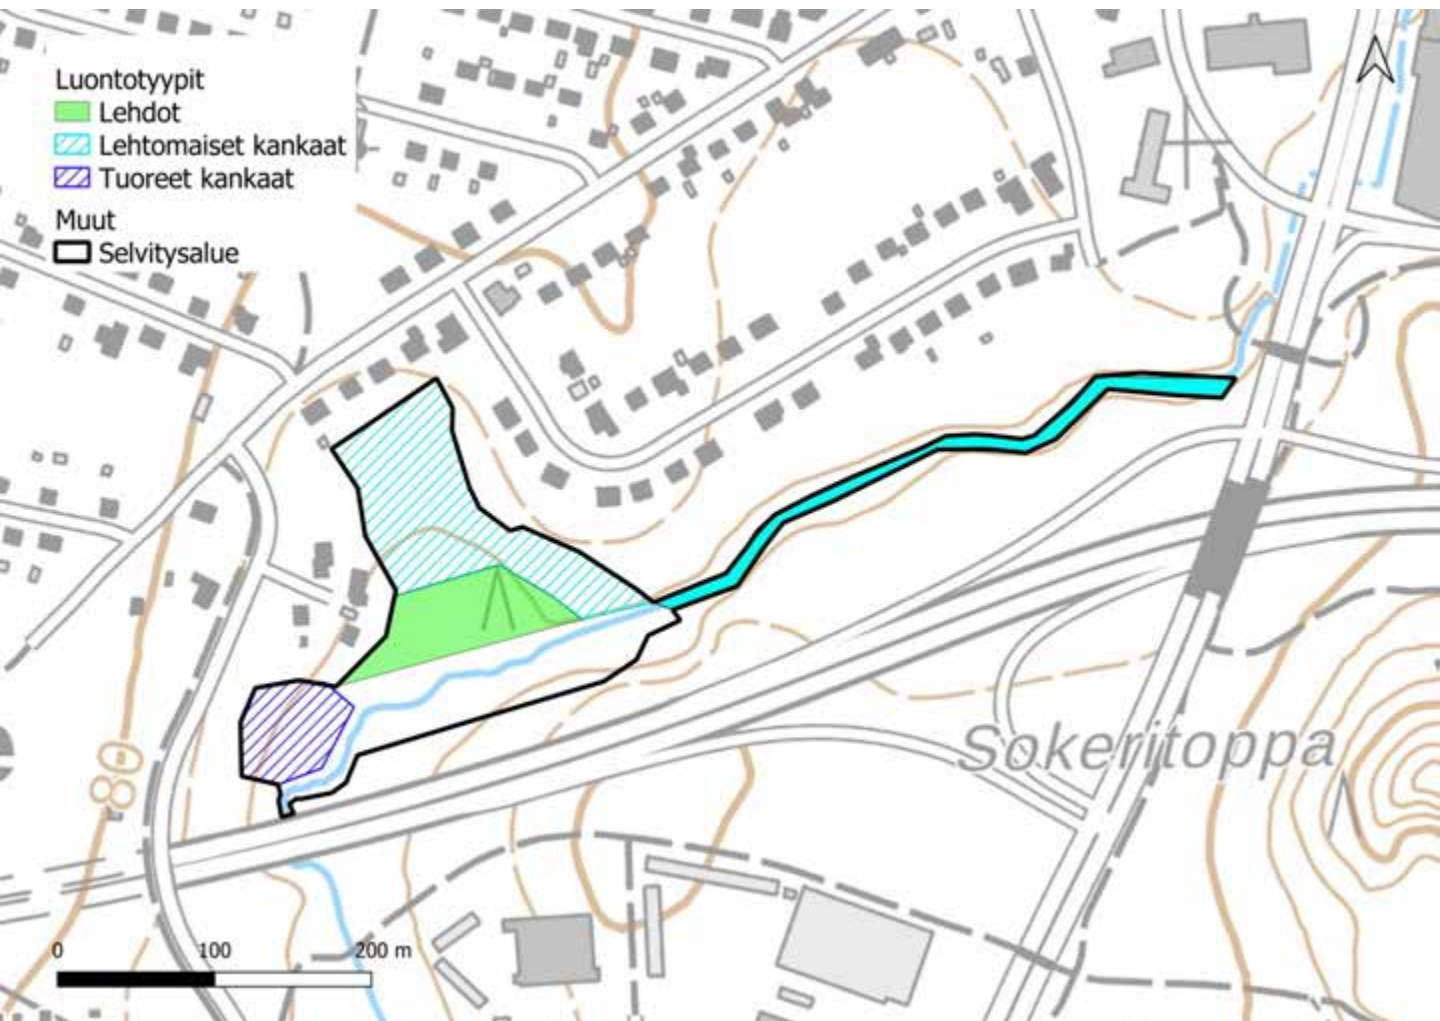 Luontotyypit
Lehdot
Lehtomaiset kankaat
Tuoreet kankaat
Muut
Selvitysalue
Sokeritoppa
80
0 100 200 m